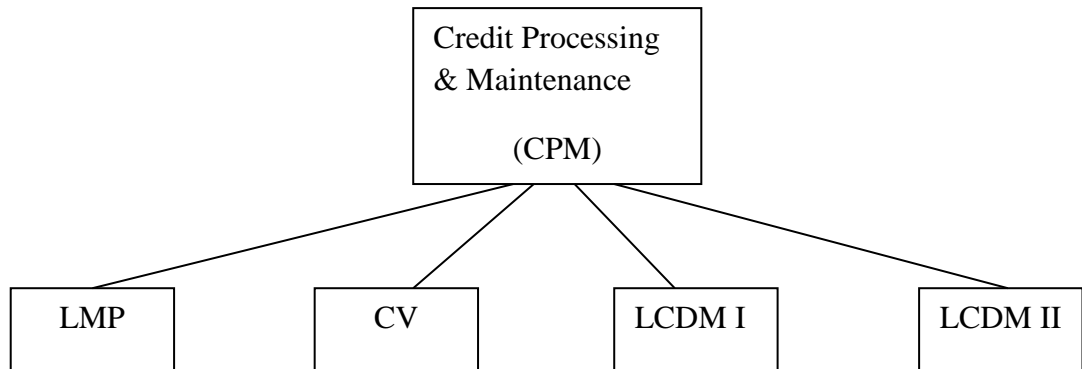 Credit Processing
& Maintenance
(CPM)
LMP
CV
LCDM I
LCDM II